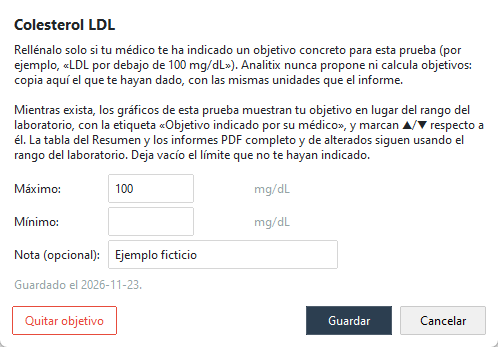 Colesterol LDL
Rellénalo solo si tu médico te ha indicado un objetivo concreto para esta prueba (por
ejemplo, «LDL por debajo de 100 mg/dL»). Analitix nunca propone ni calcula objetivos:
copia aquí el que te hayan dado, con las mismas unidades que el informe.
Mientras exista, los gráficos de esta prueba muestran tu objetivo en lugar del rango del
laboratorio, con la etiqueta «Objetivo indicado por su médico», y marcan ▲/▼ respecto a
él. La tabla del Resumen y los informes PDF completo y de alterados siguen usando el
rango del laboratorio. Deja vacío el límite que no te hayan indicado.
Máximo: 100 mg/dL
Mínimo: mg/dL
Nota (opcional): Ejemplo ficticio
Guardado el 2026-11-23.
Quitar objetivo Guardar Cancelar